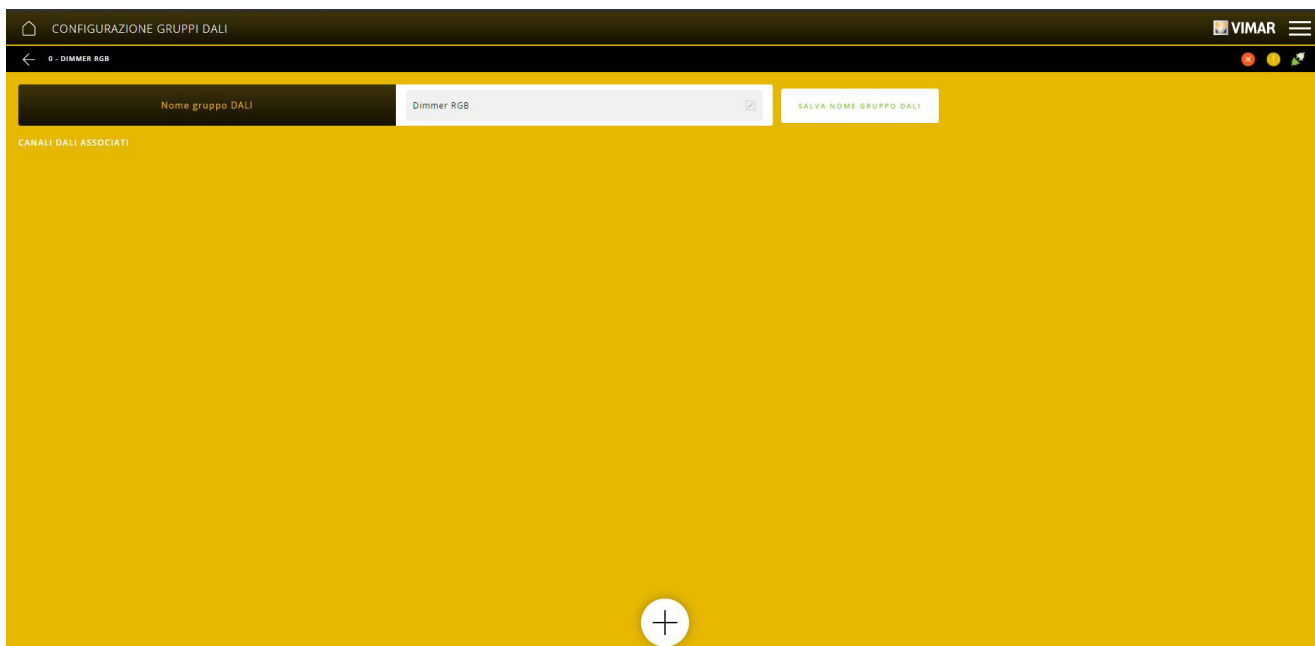 CONFIGURAZIONE GRUPPI DALI
VIMAR
0 - DIMMER RGB
Nome gruppo DALI
Dimmer RGB
SALVA NOME GRUPPO DALI
CANALI DALI ASSOCIATI